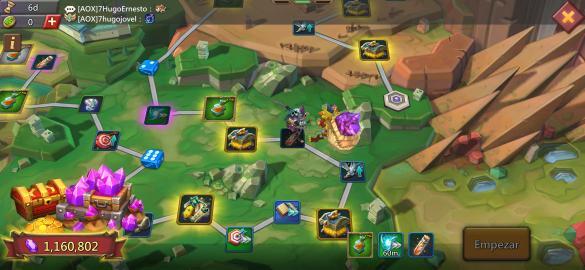 6d
0
[AOX]7HugoErnesto :
[AOX]7hugojovel :
1,160,802
60m
Empezar